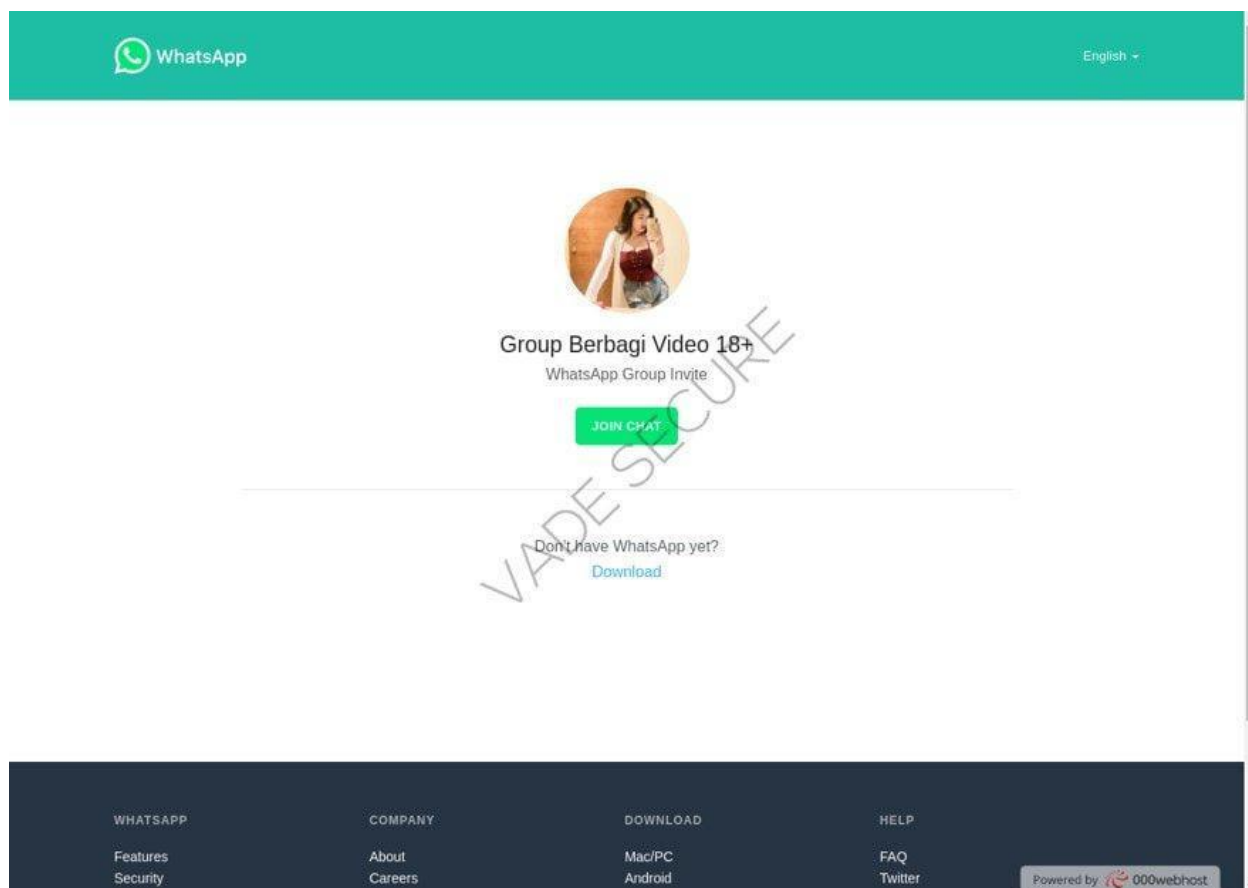 WhatsApp
English
Group Berbagi Video 18+
WhatsApp Group Invite
JOIN CHAT
VADE SECURE
Don't have WhatsApp yet?
Download
WHATSAPP
Features
Security
COMPANY
About
Careers
DOWNLOAD
Mac/PC
Android
HELP
FAQ
Twitter
Powered by 000webhost